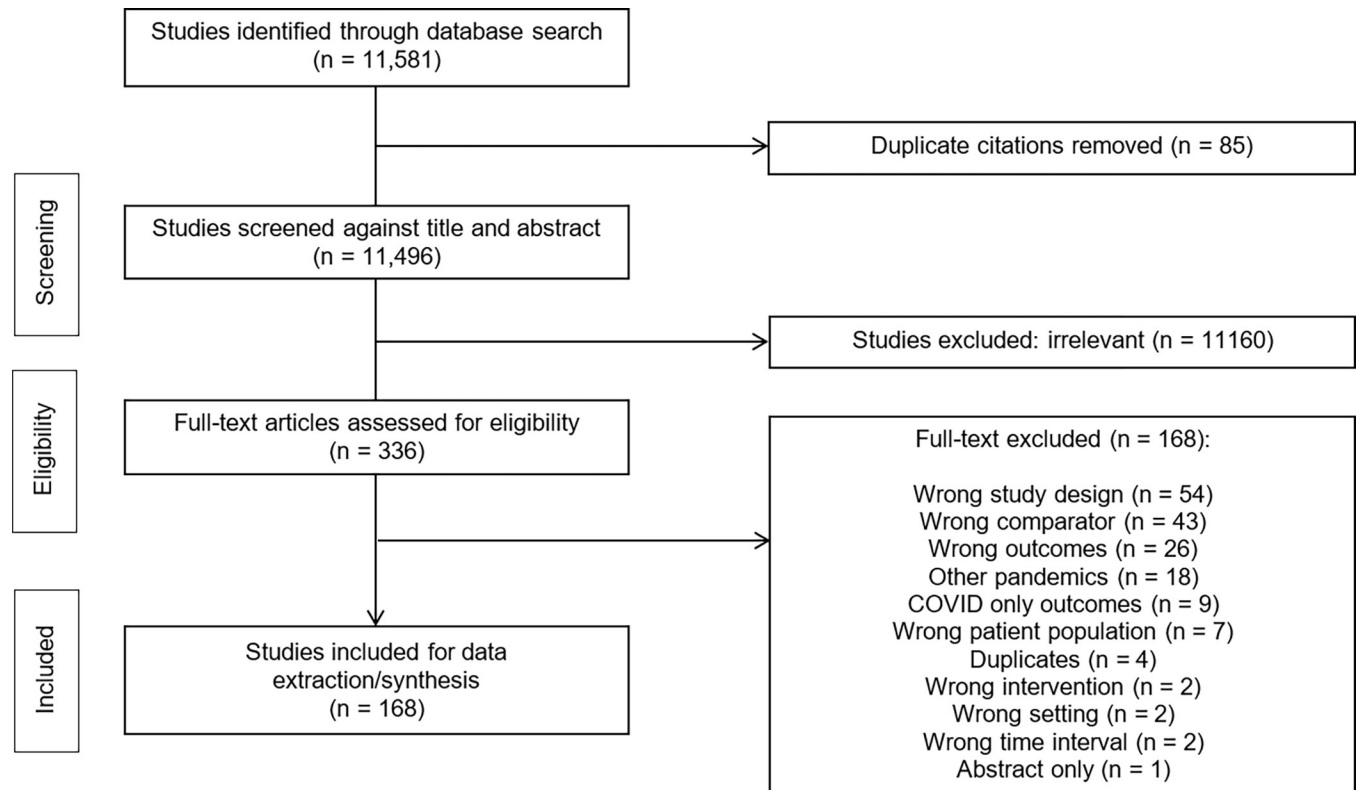 Studies identified through database search
(n = 11,581)
Duplicate citations removed (n = 85)
Screening
Studies screened against title and abstract
(n = 11,496)
Studies excluded: irrelevant (n = 11160)
Eligibility
Full-text articles assessed for eligibility
(n = 336)
Full-text excluded (n = 168):
Wrong study design (n = 54)
Wrong comparator (n = 43)
Wrong outcomes (n = 26)
Other pandemics (n = 18)
COVID only outcomes (n = 9)
Wrong patient population (n = 7)
Duplicates (n = 4)
Wrong intervention (n = 2)
Wrong setting (n = 2)
Wrong time interval (n = 2)
Abstract only (n = 1)
Included
Studies included for data
extraction/synthesis
(n = 168)